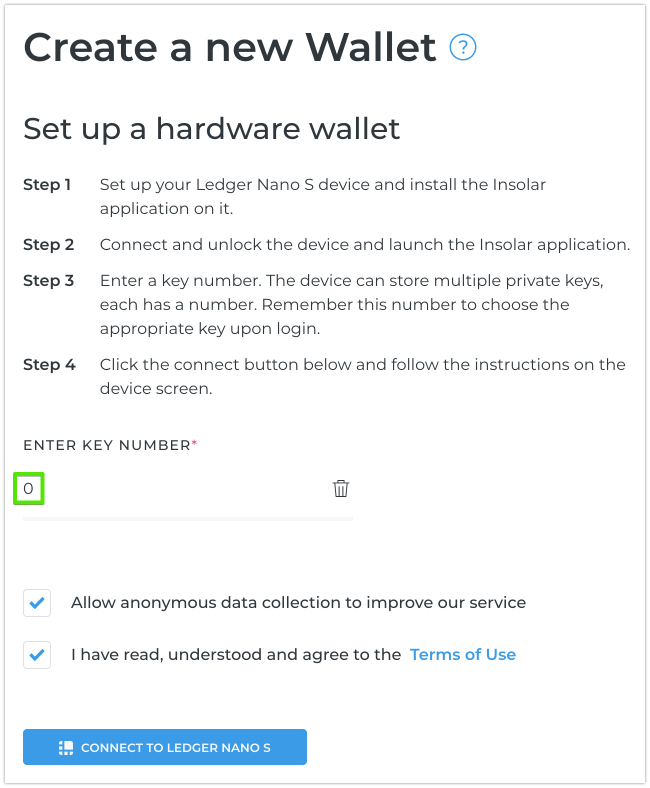 Create a new Wallet ?
Set up a hardware wallet
Step 1 Set up your Ledger Nano S device and install the Insolar
application on it.
Step 2 Connect and unlock the device and launch the Insolar application.
Step 3 Enter a key number. The device can store multiple private keys,
each has a number. Remember this number to choose the
appropriate key upon login.
Step 4 Click the connect button below and follow the instructions on the
device screen.
ENTER KEY NUMBER*
0
Allow anonymous data collection to improve our service
I have read, understood and agree to the Terms of Use
CONNECT TO LEDGER NANO S